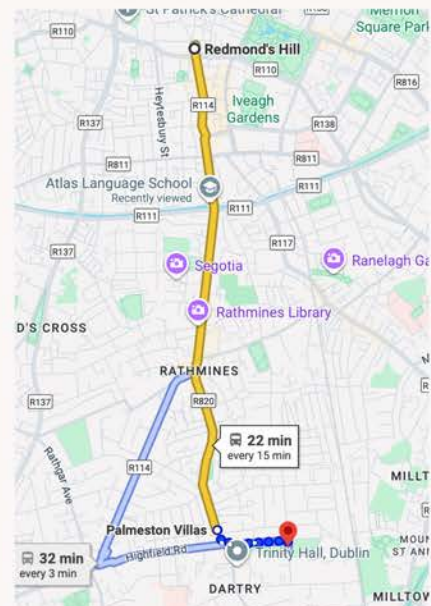 St Patrick's Cathedral
Merrion
Square Park
R110
Redmond's Hill
R110
R114
R816
Heytesbury St
Iveagh
Gardens
R137
R138
R811
R811
Atlas Language School
Recently viewed
R111
R111
R111
R117
R137
Segotia
Ranelagh Ga
Rathmines Library
D'S CROSS
RATHMINES
R137
R820
R114
22 min
every 15 min
Rathgar Ave
MILLT
Palmeston Villas
32 min
every 3 min
Highfield Rd
Trinity Hall, Dublin
MOUN
ST ANN
DARTRY
MILLTOW